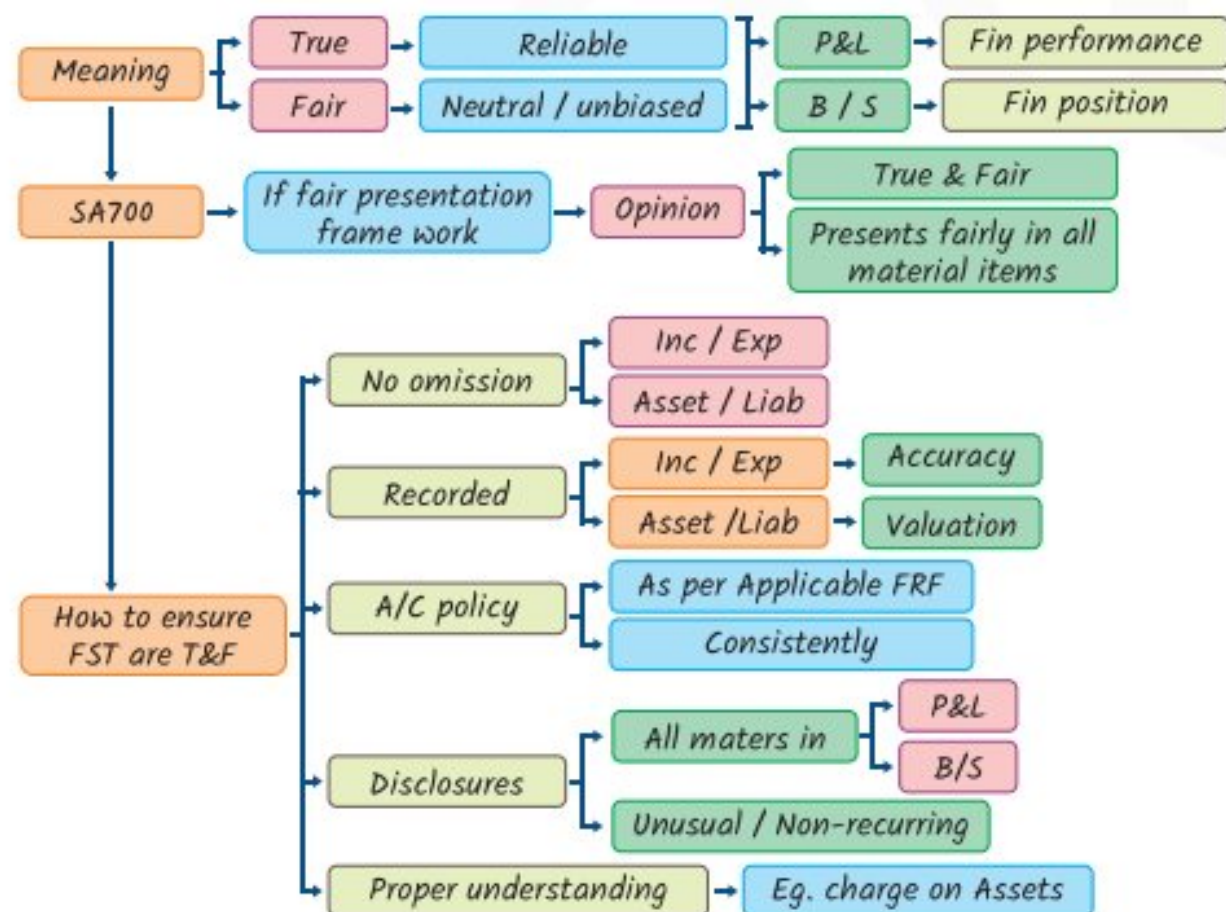 Meaning
True
Reliable
P&L
Fin performance
Fair
Neutral / unbiased
B / S
Fin position
SA700
If fair presentation
frame work
Opinion
True & Fair
Presents fairly in all
material items
How to ensure
FST are T&F
No omission
Inc / Exp
Asset / Liab
Recorded
Inc / Exp
Accuracy
Asset /Liab
Valuation
A/C policy
As per Applicable FRF
Consistently
Disclosures
All maters in
P&L
B/S
Unusual / Non-recurring
Proper understanding
Eg. charge on Assets